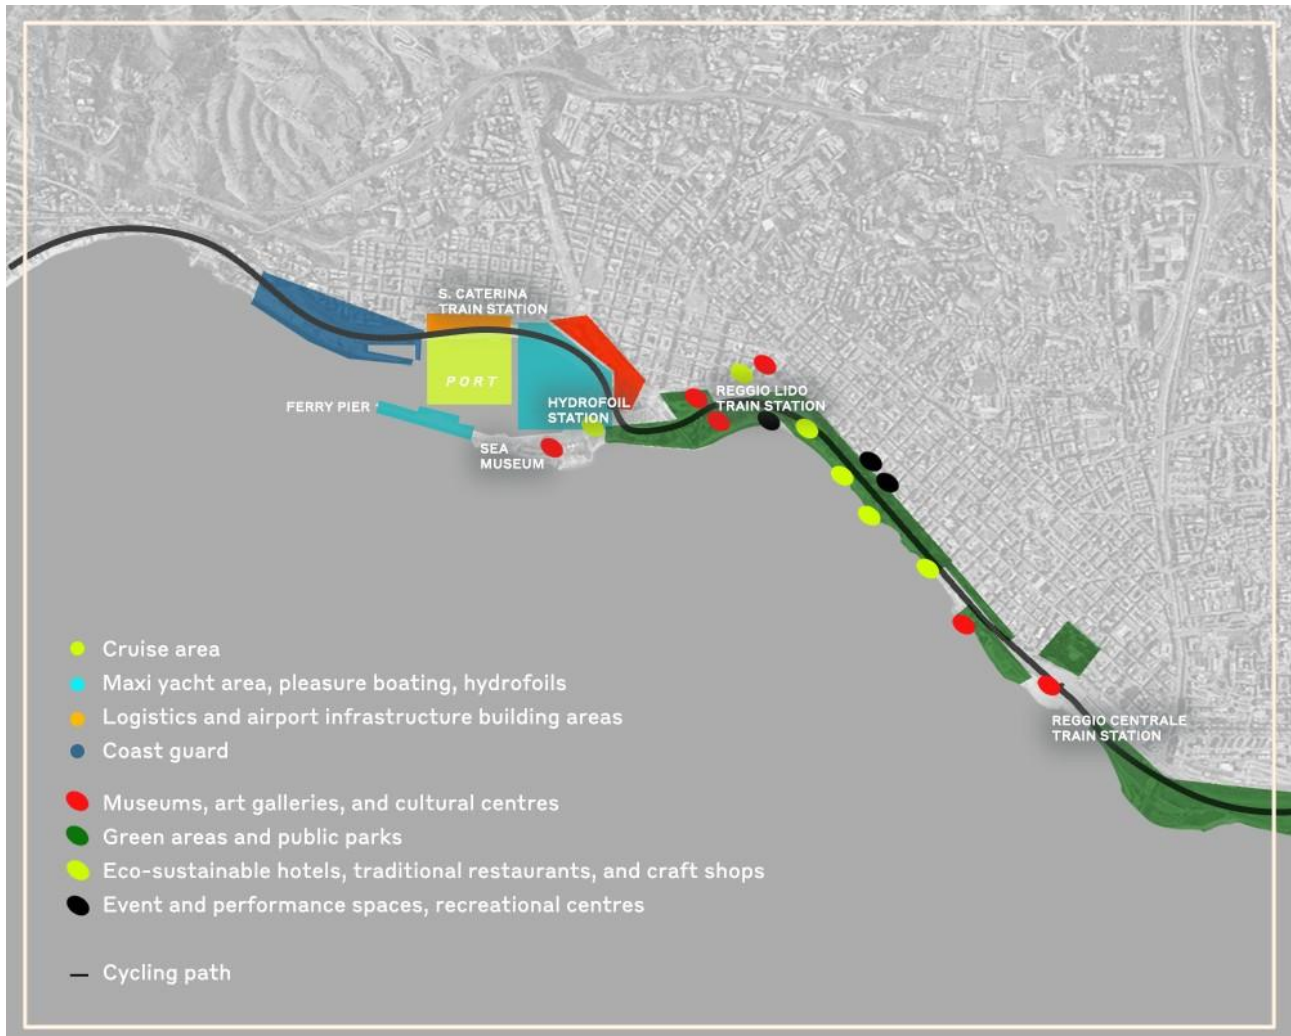 S. CATERINA
TRAIN STATION
PORT
FERRY PIER
HYDROFOIL
STATION
SEA
MUSEUM
REGGIO LIDO
TRAIN STATION
REGGIO CENTRALE
TRAIN STATION
Cruise area
Maxi yacht area, pleasure boating, hydrofoils
Logistics and airport infrastructure building areas
Coast guard
Museums, art galleries, and cultural centres
Green areas and public parks
Eco-sustainable hotels, traditional restaurants, and craft shops
Event and performance spaces, recreational centres
Cycling path